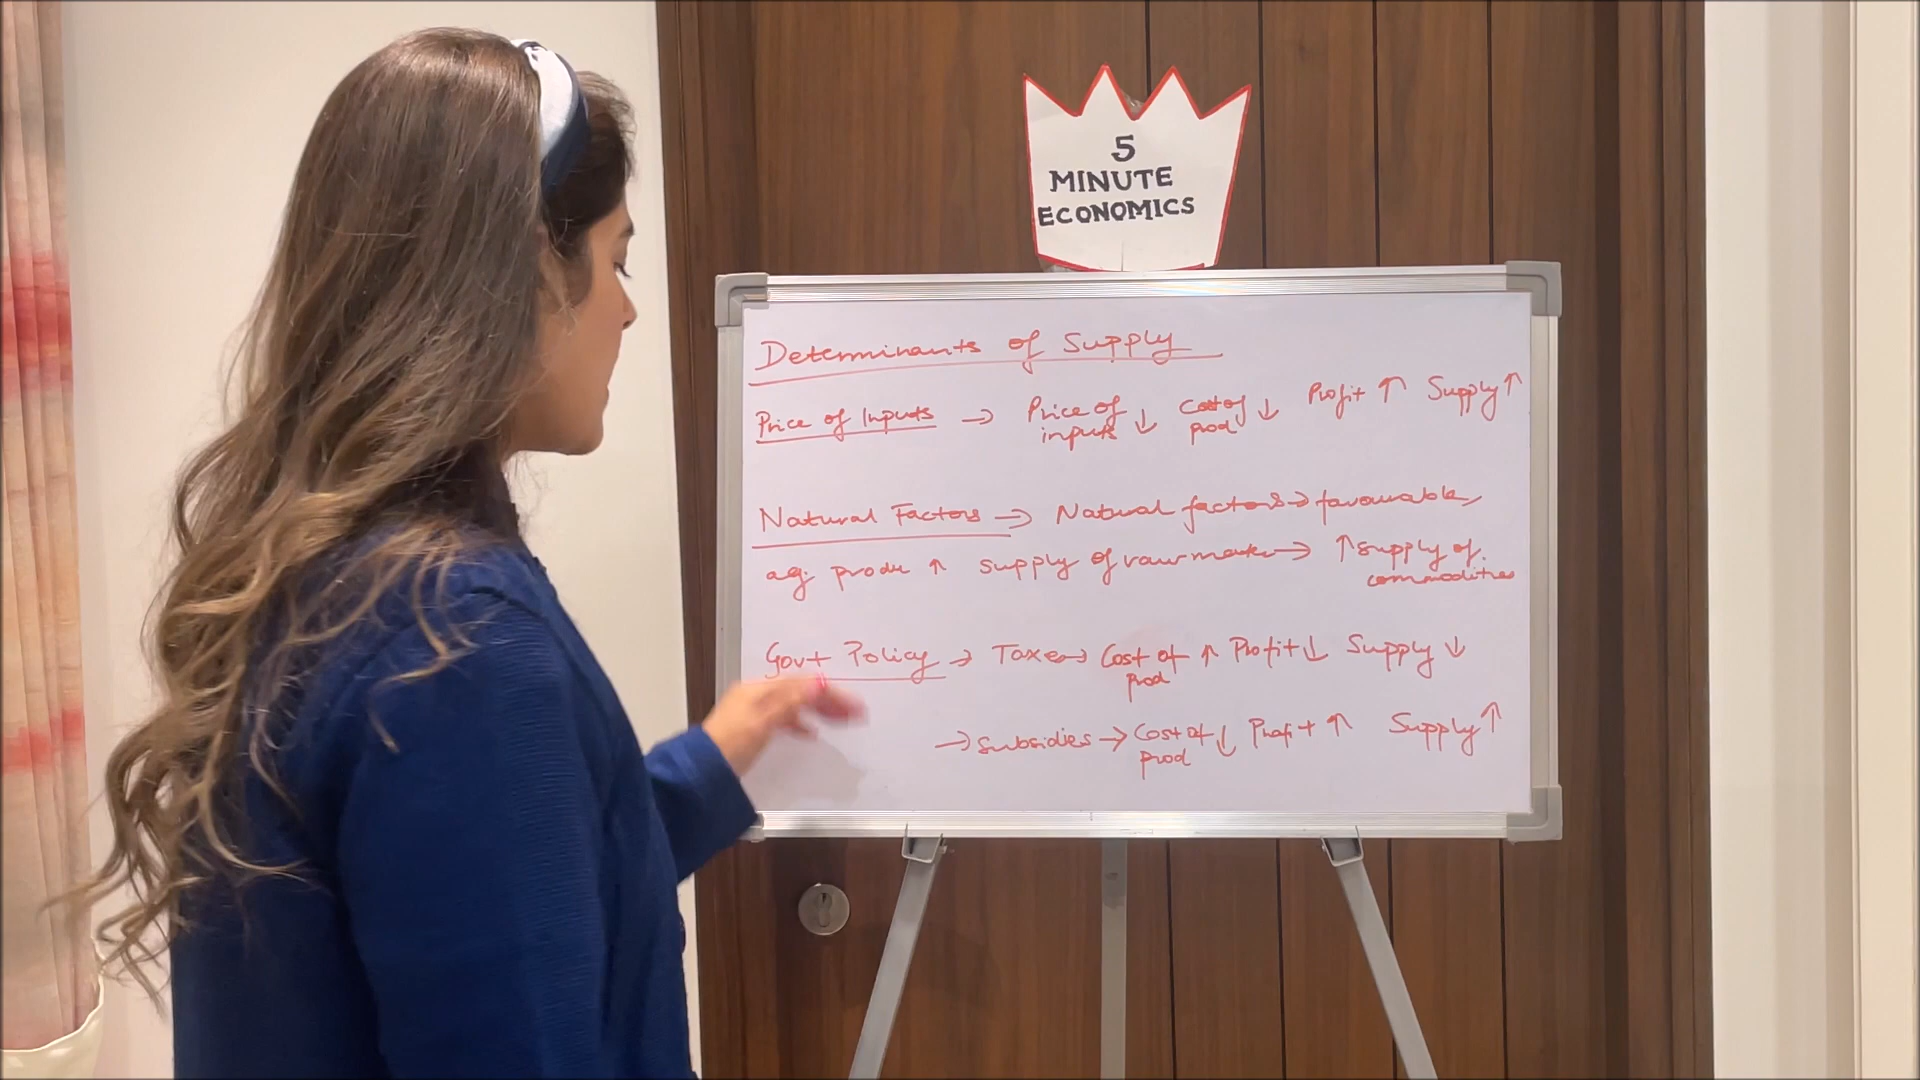 5
MINUTE
ECONOMICS
Determinants of Supply
Price of Inputs → Price of inputs ↓ Cost of prod ↓ Profit ↑ Supply ↑
Natural Factors → Natural factors → favourable
ag. produ ↑ supply of raw mate → ↑ supply of commodities
Govt Policy → Taxes → Cost of prod ↑ Profit ↓ Supply ↓
→ Subsidies → Cost of prod ↓ Profit ↑ Supply ↑